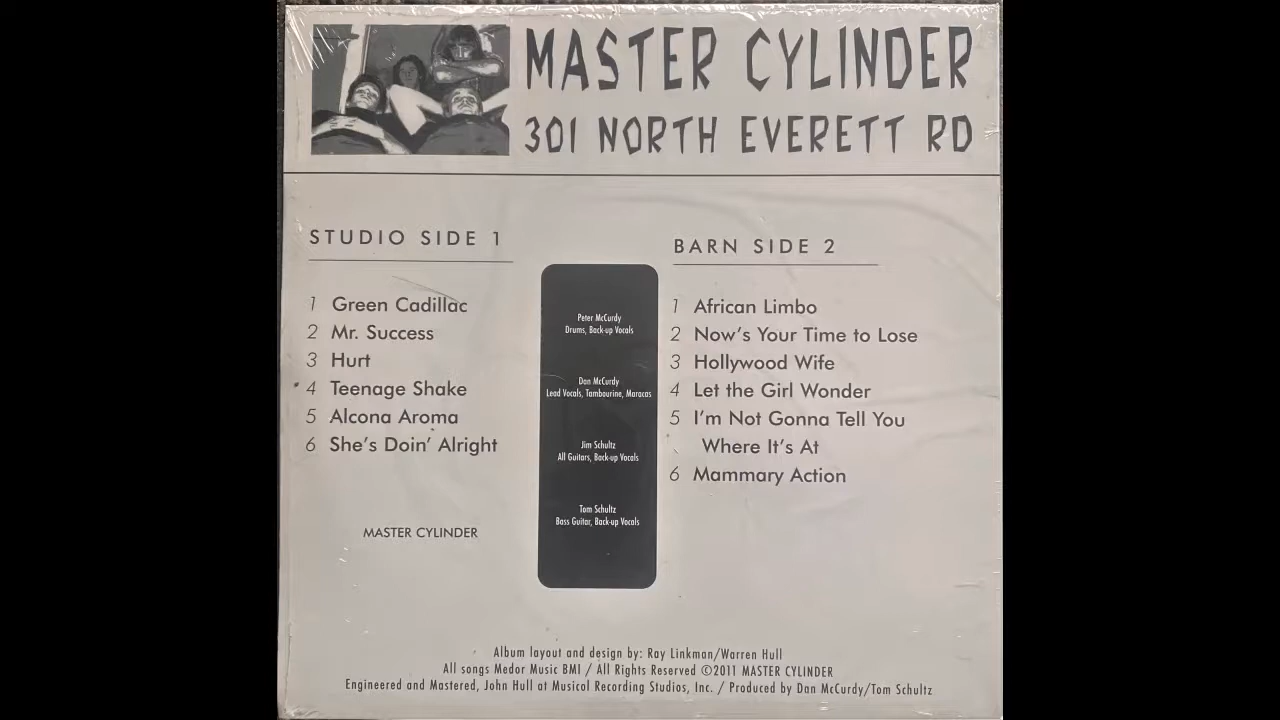 MASTER CYLINDER
301 NORTH EVERETT RD
STUDIO SIDE 1
1 Green Cadillac
2 Mr. Success
3 Hurt
4 Teenage Shake
5 Alcona Aroma
6 She's Doin' Alright
MASTER CYLINDER
Peter McCurdy
Drums, Back-up Vocals
Dan McCurdy
Lead Vocals, Tambourine, Maracas
Jim Schultz
All Guitars, Back-up Vocals
Tom Schultz
Bass Guitar, Back-up Vocals
BARN SIDE 2
1 African Limbo
2 Now's Your Time to Lose
3 Hollywood Wife
4 Let the Girl Wonder
5 I'm Not Gonna Tell You
Where It's At
6 Mammary Action
Album layout and design by: Ray Linkman/Warren Hull
All songs Medor Music BMI / All Rights Reserved ©2011 MASTER CYLINDER
Engineered and Mastered, John Hull at Musicol Recording Studios, Inc. / Produced by Dan McCurdy/Tom Schultz